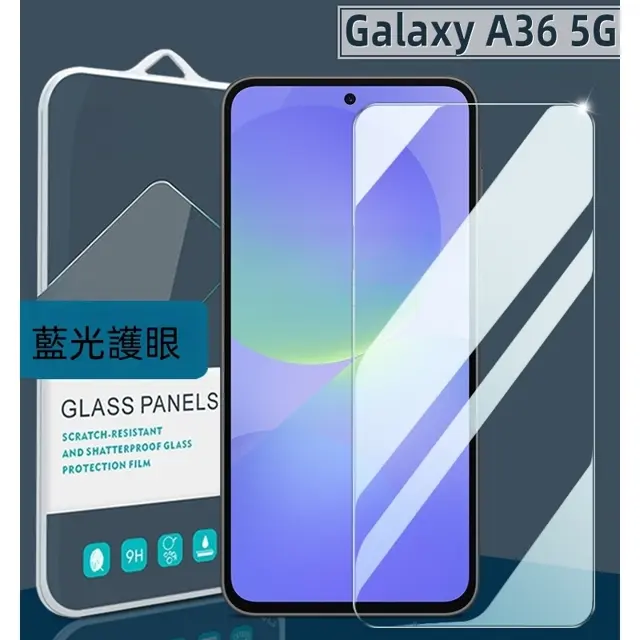 Galaxy A36 5G
藍光護眼
GLASS PANELS
SCRATCH-RESISTANT
AND SHATTERPROOF GLASS
PROTECTION FILM
9H